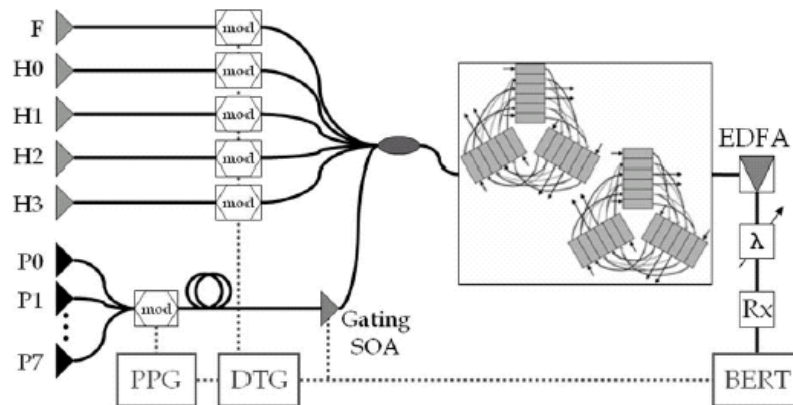 F
mod
H0
mod
H1
mod
H2
mod
H3
mod
P0
P1
P7
mod
Gating
SOA
PPG
DTG
EDFA
λ
Rx
BERT